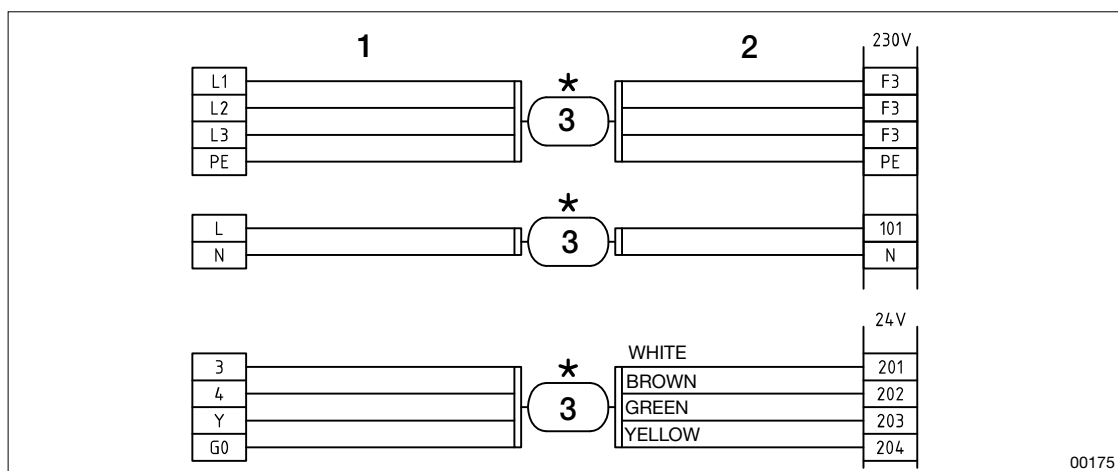 1 2 230V
L1 * F3
L2 3 F3
L3 F3
PE PE
L * 101
N 3 N
24V
3 * WHITE 201
4 3 BROWN 202
Y GREEN 203
G0 YELLOW 204
00175